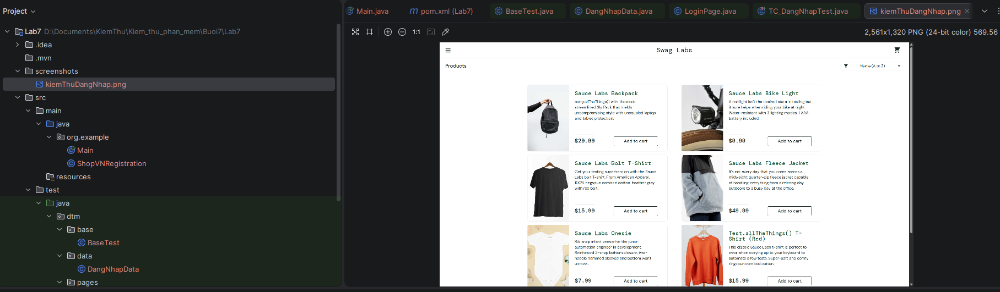 Project
Main.java
pom.xml (Lab7)
BaseTest.java
DangNhapData.java
LoginPage.java
TC_DangNhapTest.java
kiemThuDangNhap.png
Lab7 D:\Documents\KiemThu\Kiem_thu_phan_mem\Buoi7\Lab7
.idea
.mvn
screenshots
kiemThuDangNhap.png
src
main
java
org.example
Main
ShopVNRegistration
resources
test
java
dtm
base
BaseTest
data
DangNhapData
pages
1:1
2,561x1,320 PNG (24-bit color) 569.56
Swag Labs
Products
Name (A to Z)
Sauce Labs Backpack
carry.allTheThings() with the sleek,
streamlined Sly Pack that melds
uncompromising style with unequaled laptop
and tablet protection.
$29.99
Add to cart
Sauce Labs Bike Light
A red light isn't the desired state in testing but
it sure helps when riding your bike at night.
Water-resistant with 3 lighting modes, 1 AAA
battery included.
$9.99
Add to cart
Sauce Labs Bolt T-Shirt
Get your testing superhero on with the Sauce
Labs bolt T-shirt. From American Apparel,
100% ringspun combed cotton, heather gray
with red bolt.
$15.99
Add to cart
Sauce Labs Fleece Jacket
It's not every day that you come across a
midweight quarter-zip fleece jacket capable
of handling everything from a relaxing day
outdoors to a busy day at the office.
$49.99
Add to cart
Sauce Labs Onesie
Rib snap infant onesie for the junior
automation engineer in development.
Reinforced 3-snap bottom closure, two-
needle hemmed sleeved and bottom won't
unravel.
$7.99
Add to cart
Test.allTheThings() T-
Shirt (Red)
This classic Sauce Labs t-shirt is perfect to
wear when cozying up to your keyboard to
automate a few tests. Super-soft and comfy
ringspun combed cotton.
$15.99
Add to cart